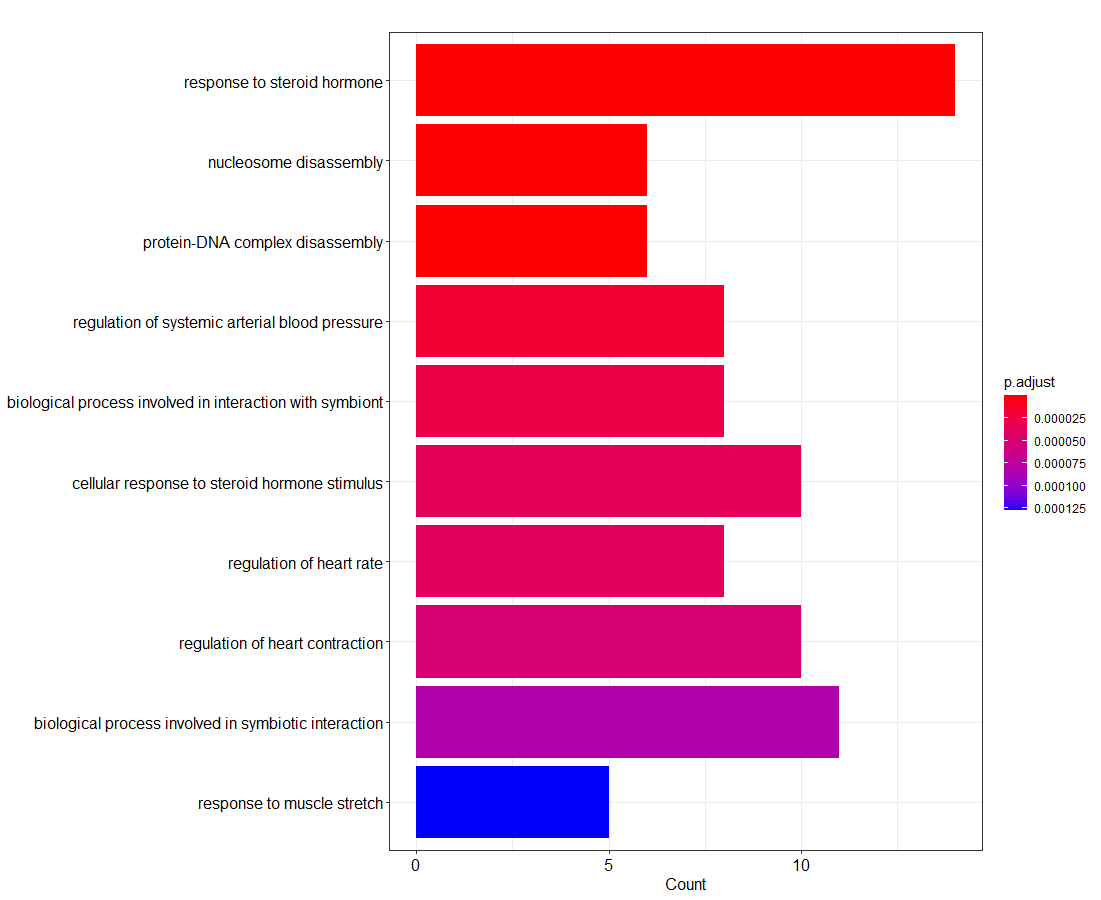 response to steroid hormone
nucleosome disassembly
protein-DNA complex disassembly
regulation of systemic arterial blood pressure
biological process involved in interaction with symbiont
cellular response to steroid hormone stimulus
regulation of heart rate
regulation of heart contraction
biological process involved in symbiotic interaction
response to muscle stretch
0 5 10
Count
p.adjust
0.000025
0.000050
0.000075
0.000100
0.000125